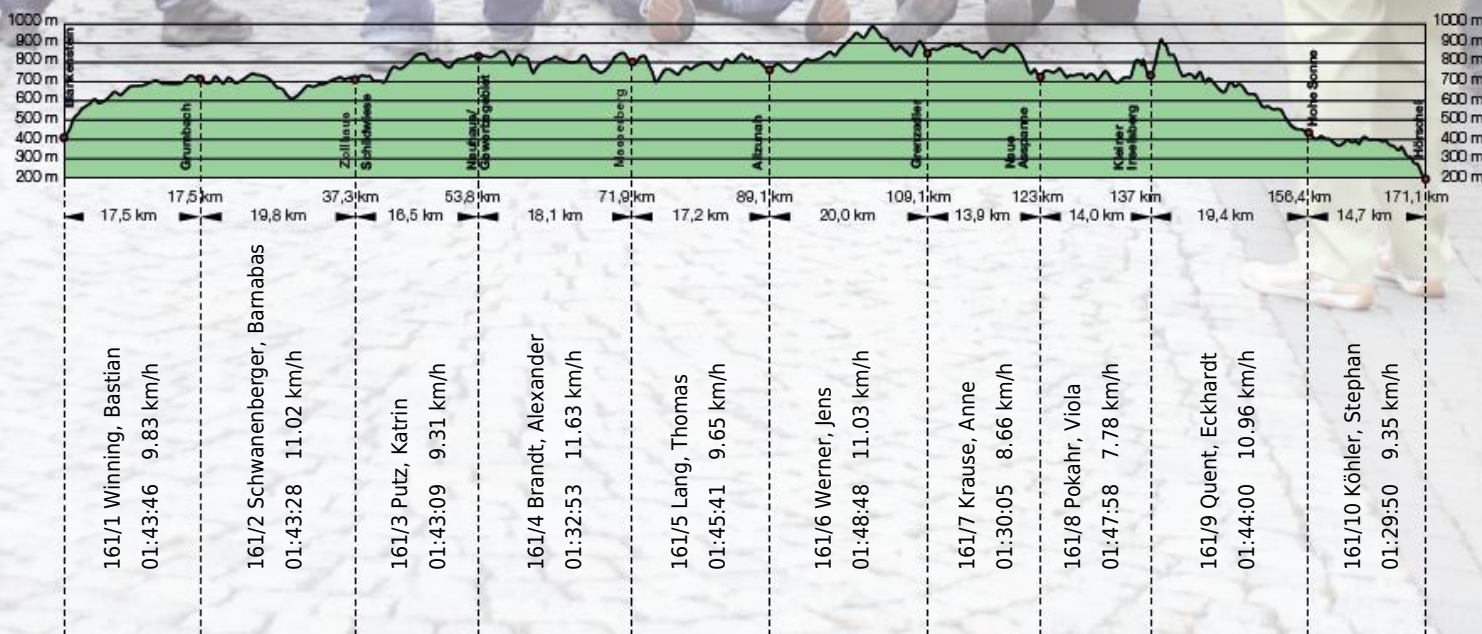 1000 m
900 m
800 m
700 m
600 m
500 m
400 m
300 m
200 m
1000 m
900 m
800 m
700 m
600 m
500 m
400 m
300 m
200 m
Blankenstein
Grumbach
Zollhaus
Schildwiese
Neuhaus/
Masserberg
Allzunah
Grenzadler
Neue
Ausspanne
Kleiner
Inselsberg
Hohe Sonne
Hörschel
17,5 km 37,3 km 53,8 km 71,9 km 89,1 km 109,1 km 123 km 137 km 156,4 km 171,1 km
17,5 km 19,8 km 16,5 km 18,1 km 17,2 km 20,0 km 13,9 km 14,0 km 19,4 km 14,7 km
161/1 Winning, Bastian
01:43:46 9.83 km/h
161/2 Schwanenberger, Barnabas
01:43:28 11.02 km/h
161/3 Putz, Katrin
01:43:09 9.31 km/h
161/4 Brandt, Alexander
01:32:53 11.63 km/h
161/5 Lang, Thomas
01:45:41 9.65 km/h
161/6 Werner, Jens
01:48:48 11.03 km/h
161/7 Krause, Anne
01:30:05 8.66 km/h
161/8 Pokahr, Viola
01:47:58 7.78 km/h
161/9 Quent, Eckhardt
01:44:00 10.96 km/h
161/10 Köhler, Stephan
01:29:50 9.35 km/h